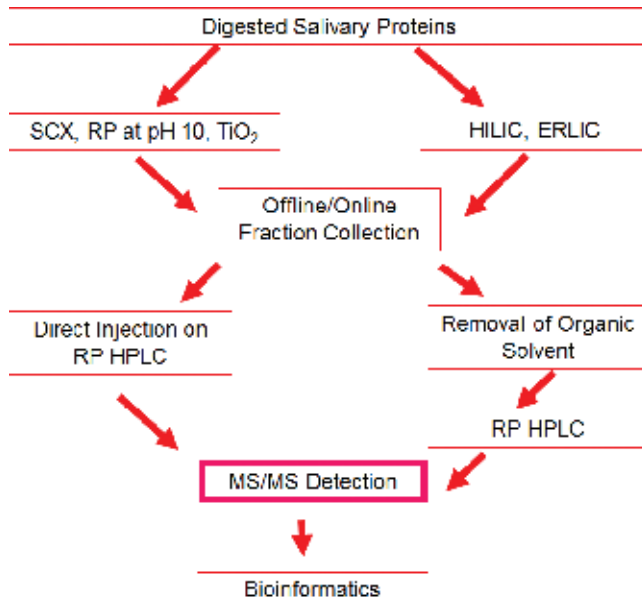 Digested Salivary Proteins
SCX, RP at pH 10, TiO₂
HILIC, ERLIC
Offline/Online
Fraction Collection
Direct Injection on
RP HPLC
Removal of Organic
Solvent
RP HPLC
MS/MS Detection
Bioinformatics